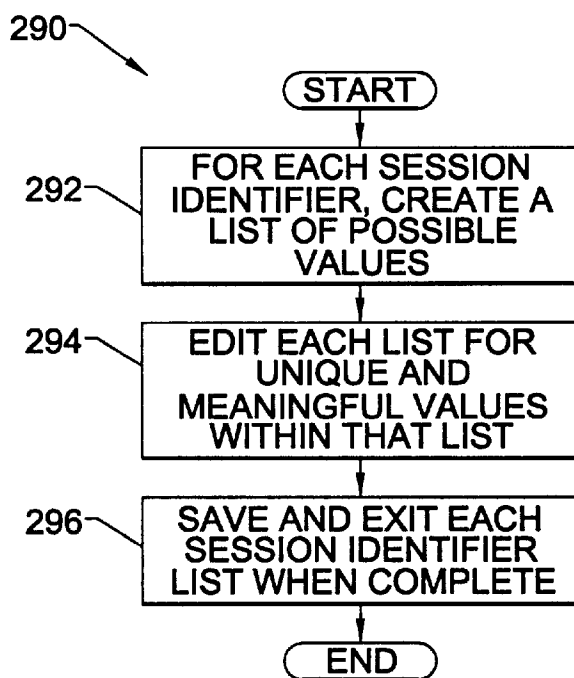 290
START
292
FOR EACH SESSION
IDENTIFIER, CREATE A
LIST OF POSSIBLE
VALUES
294
EDIT EACH LIST FOR
UNIQUE AND
MEANINGFUL VALUES
WITHIN THAT LIST
296
SAVE AND EXIT EACH
SESSION IDENTIFIER
LIST WHEN COMPLETE
END